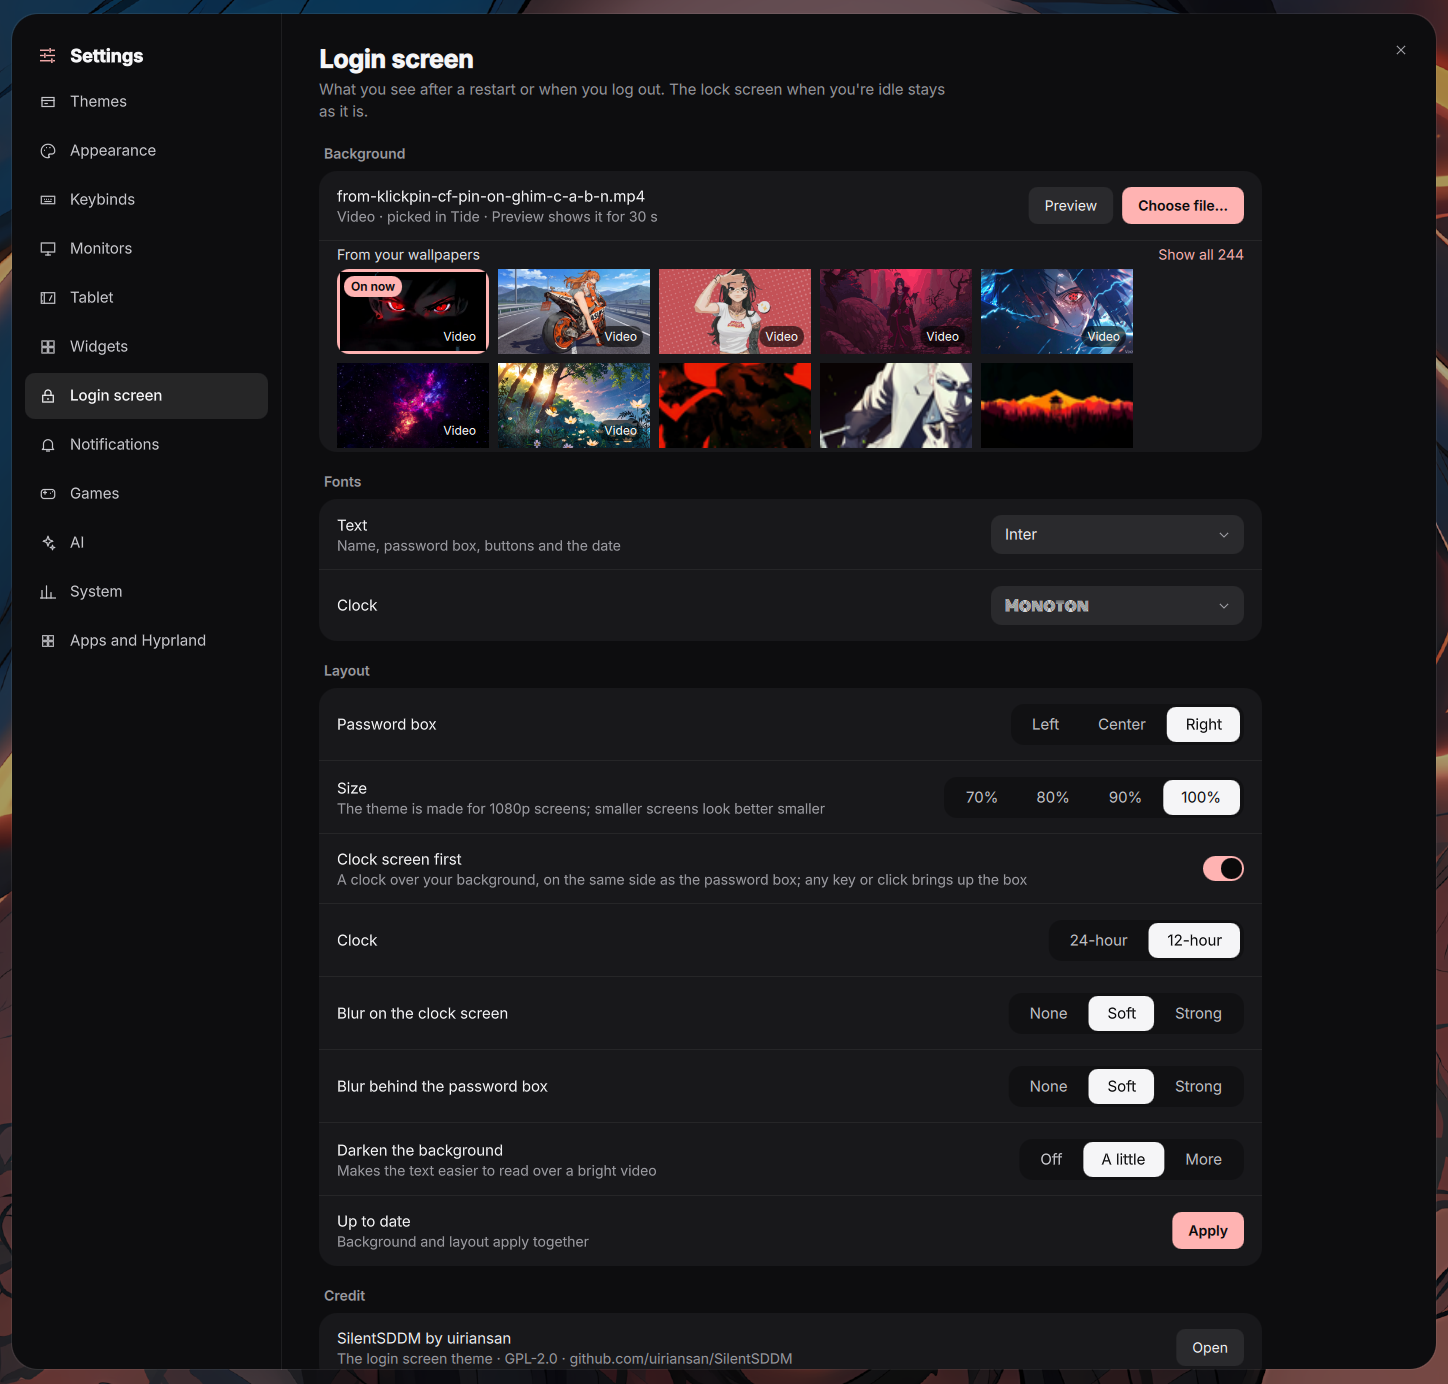 Settings
Themes
Appearance
Keybinds
Monitors
Tablet
Widgets
Login screen
Notifications
Games
AI
System
Apps and Hyprland
Login screen
What you see after a restart or when you log out. The lock screen when you're idle stays
as it is.
Background
from-klickpin-cf-pin-on-ghim-c-a-b-n.mp4
Video · picked in Tide · Preview shows it for 30 s
Preview
Choose file...
From your wallpapers
Show all 244
On now
Video
Video
Video
Video
Video
Video
Video
Fonts
Text
Name, password box, buttons and the date
Inter
Clock
MONOTON
Layout
Password box
Left
Center
Right
Size
The theme is made for 1080p screens; smaller screens look better smaller
70%
80%
90%
100%
Clock screen first
A clock over your background, on the same side as the password box; any key or click brings up the box
Clock
24-hour
12-hour
Blur on the clock screen
None
Soft
Strong
Blur behind the password box
None
Soft
Strong
Darken the background
Makes the text easier to read over a bright video
Off
A little
More
Up to date
Background and layout apply together
Apply
Credit
SilentSDDM by uiriansan
The login screen theme · GPL-2.0 · github.com/uiriansan/SilentSDDM
Open